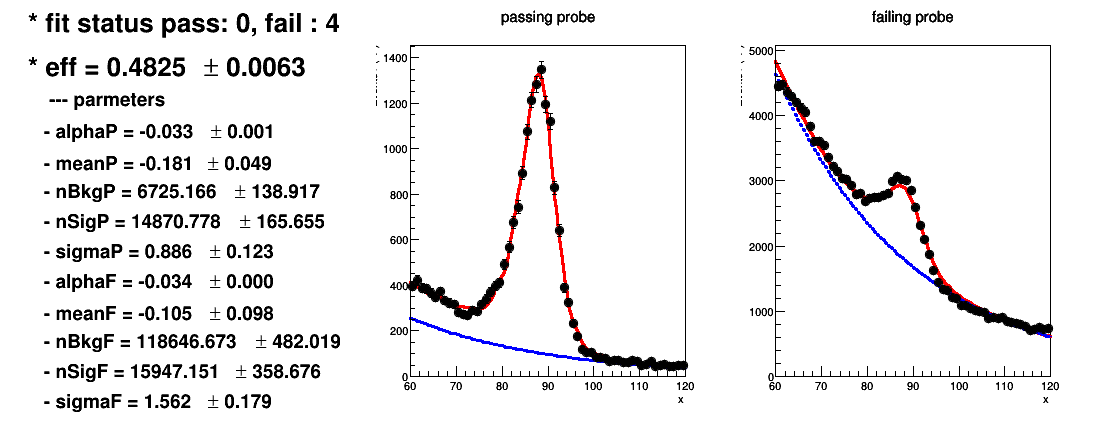 * fit status pass: 0, fail : 4
* eff = 0.4825 ± 0.0063
--- parmeters
- alphaP = -0.033 ± 0.001
- meanP = -0.181 ± 0.049
- nBkgP = 6725.166 ± 138.917
- nSigP = 14870.778 ± 165.655
- sigmaP = 0.886 ± 0.123
- alphaF = -0.034 ± 0.000
- meanF = -0.105 ± 0.098
- nBkgF = 118646.673 ± 482.019
- nSigF = 15947.151 ± 358.676
- sigmaF = 1.562 ± 0.179
passing probe
1400
1200
1000
800
600
400
200
0
60 70 80 90 100 110 120
x
failing probe
5000
4000
3000
2000
1000
0
60 70 80 90 100 110 120
x